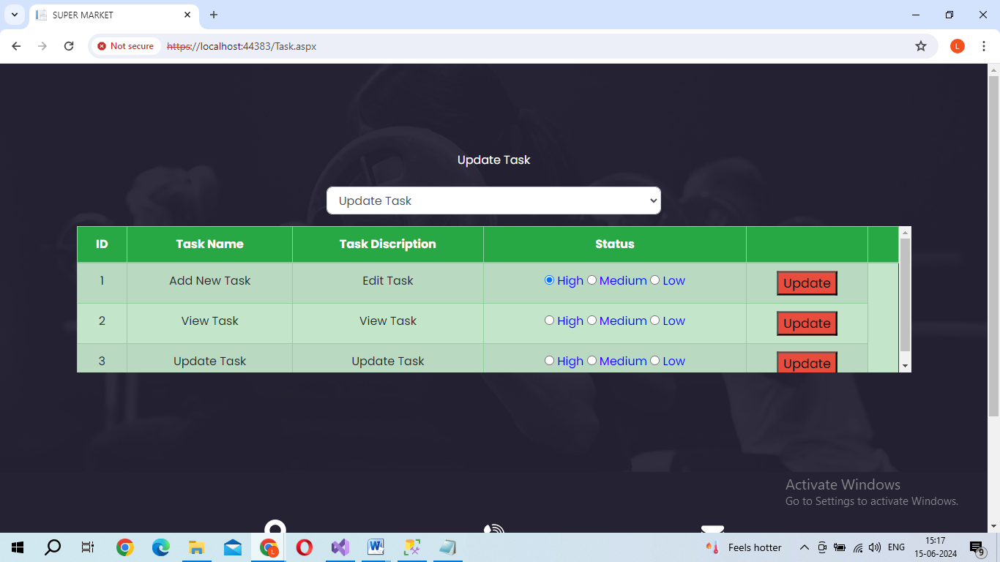 SUPER MARKET
Not secure https://localhost:44383/Task.aspx L
Update Task
Update Task
ID Task Name Task Discription Status
1 Add New Task Edit Task High Medium Low Update
2 View Task View Task High Medium Low Update
3 Update Task Update Task High Medium Low Update
Activate Windows
Go to Settings to activate Windows.
L W Feels hotter ENG 15:17
15-06-2024 9